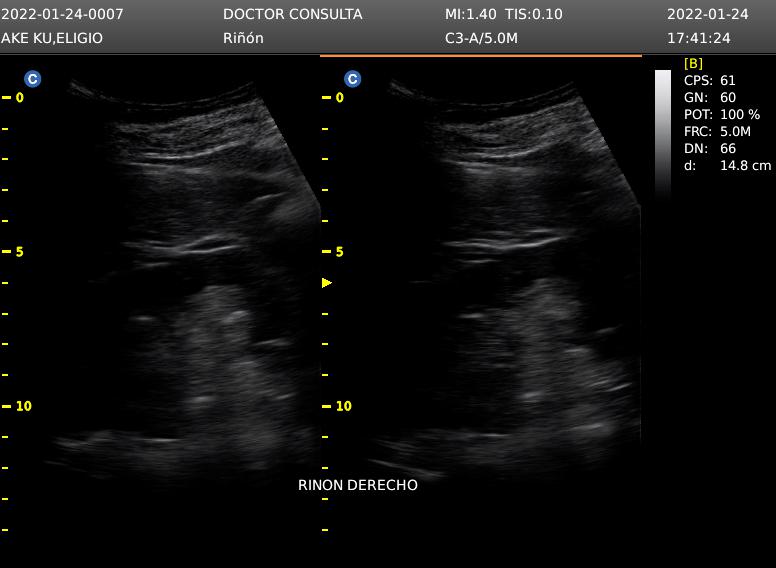 2022-01-24-0007 DOCTOR CONSULTA MI:1.40 TIS:0.10 2022-01-24
AKE KU,ELIGIO Riñón C3-A/5.0M 17:41:24
[B]
CPS: 61
GN: 60
POT: 100 %
FRC: 5.0M
DN: 66
d: 14.8 cm
C C
0 0
5 5
10 10
RINON DERECHO